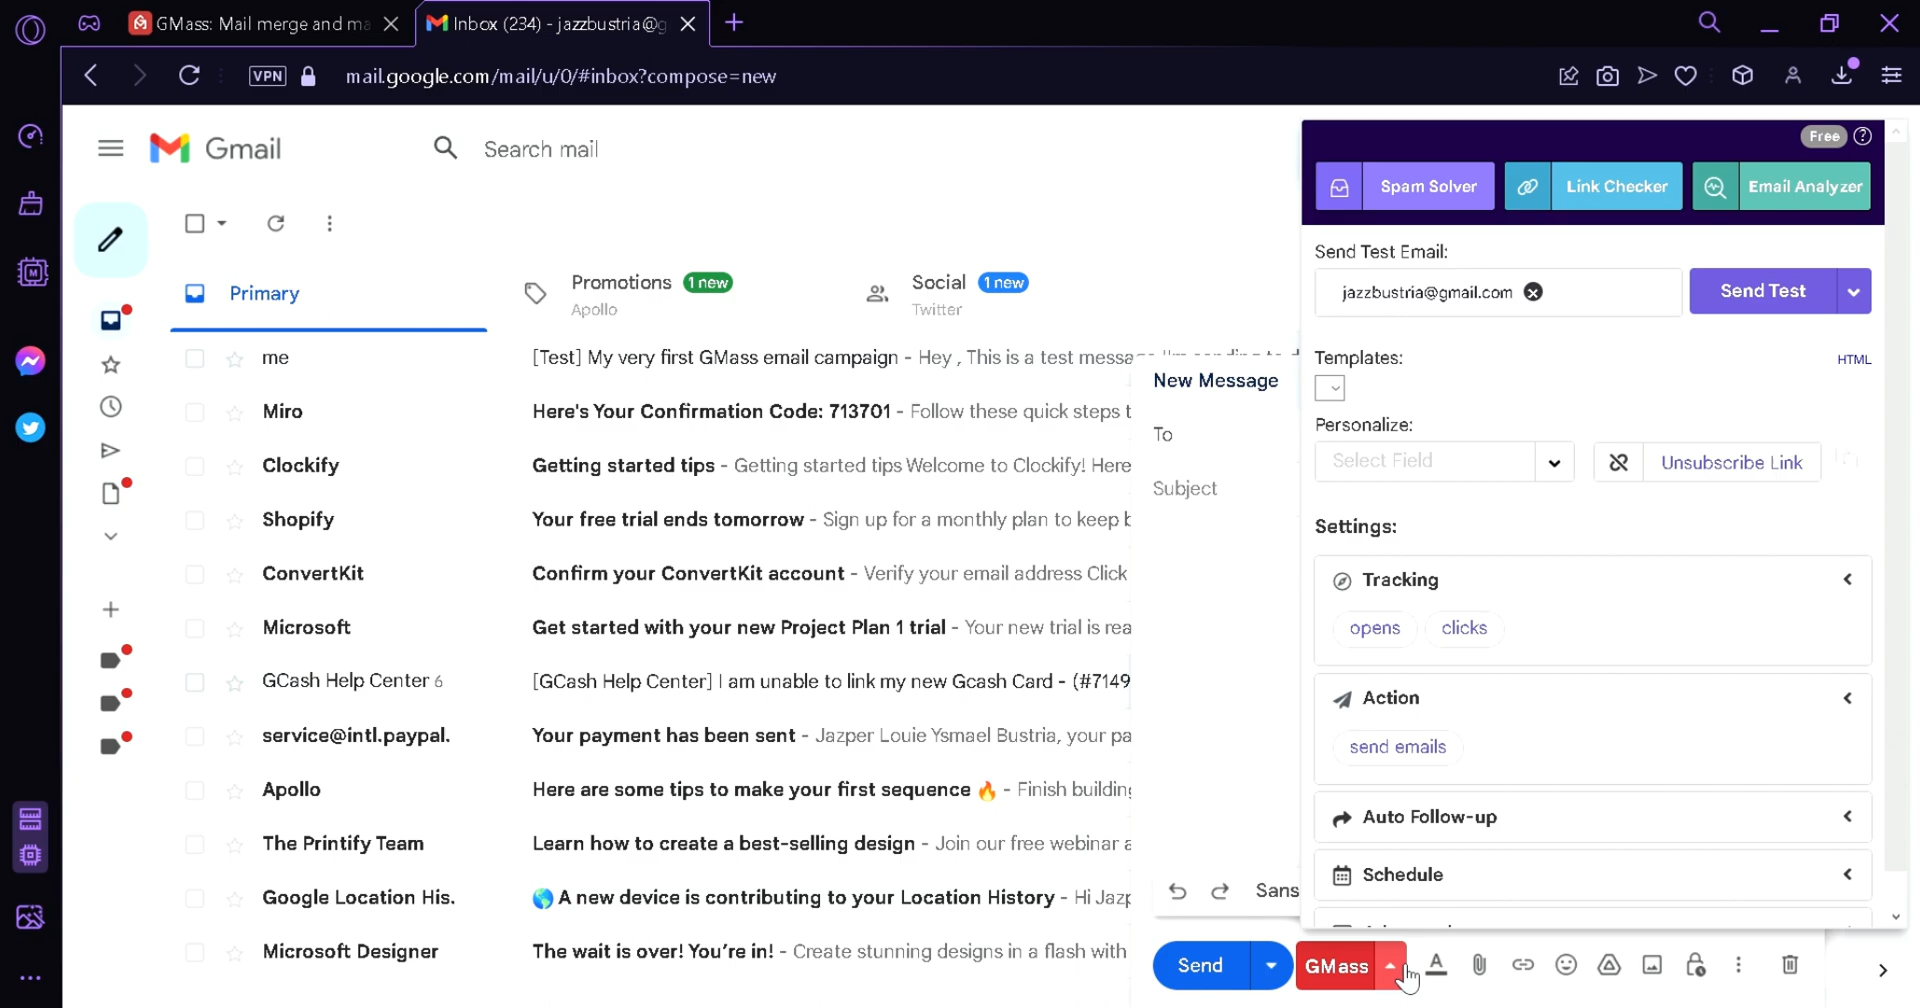 GMass: Mail merge and ma
Inbox (234) - jazzbustria@g
VPN
mail.google.com/mail/u/0/#inbox?compose=new
Gmail
Search mail
Primary
Promotions 1 new
Apollo
Social 1 new
Twitter
me [Test] My very first GMass email campaign - Hey , This is a test
Miro Here's Your Confirmation Code: 713701 - Follow these quick steps t
Clockify Getting started tips - Getting started tips Welcome to Clockify! Here
Shopify Your free trial ends tomorrow - Sign up for a monthly plan to keep
ConvertKit Confirm your ConvertKit account - Verify your email address Click
Microsoft Get started with your new Project Plan 1 trial - Your new trial is rea
GCash Help Center 6 [GCash Help Center] I am unable to link my new Gcash Card - (#7149
service@intl.paypal. Your payment has been sent - Jazper Louie Ysmael Bustria, your pa
Apollo Here are some tips to make your first sequence 🔥 - Finish building
The Printify Team Learn how to create a best-selling design - Join our free webinar a
Google Location His. 🌎 A new device is contributing to your Location History - Hi Jazp
Microsoft Designer The wait is over! You're in! - Create stunning designs in a flash with
New Message
To
Subject
Sans
Send
GMass
Free
Spam Solver
Link Checker
Email Analyzer
Send Test Email:
jazzbustria@gmail.com
Send Test
Templates:
HTML
Personalize:
Select Field
Unsubscribe Link
Settings:
Tracking
opens clicks
Action
send emails
Auto Follow-up
Schedule